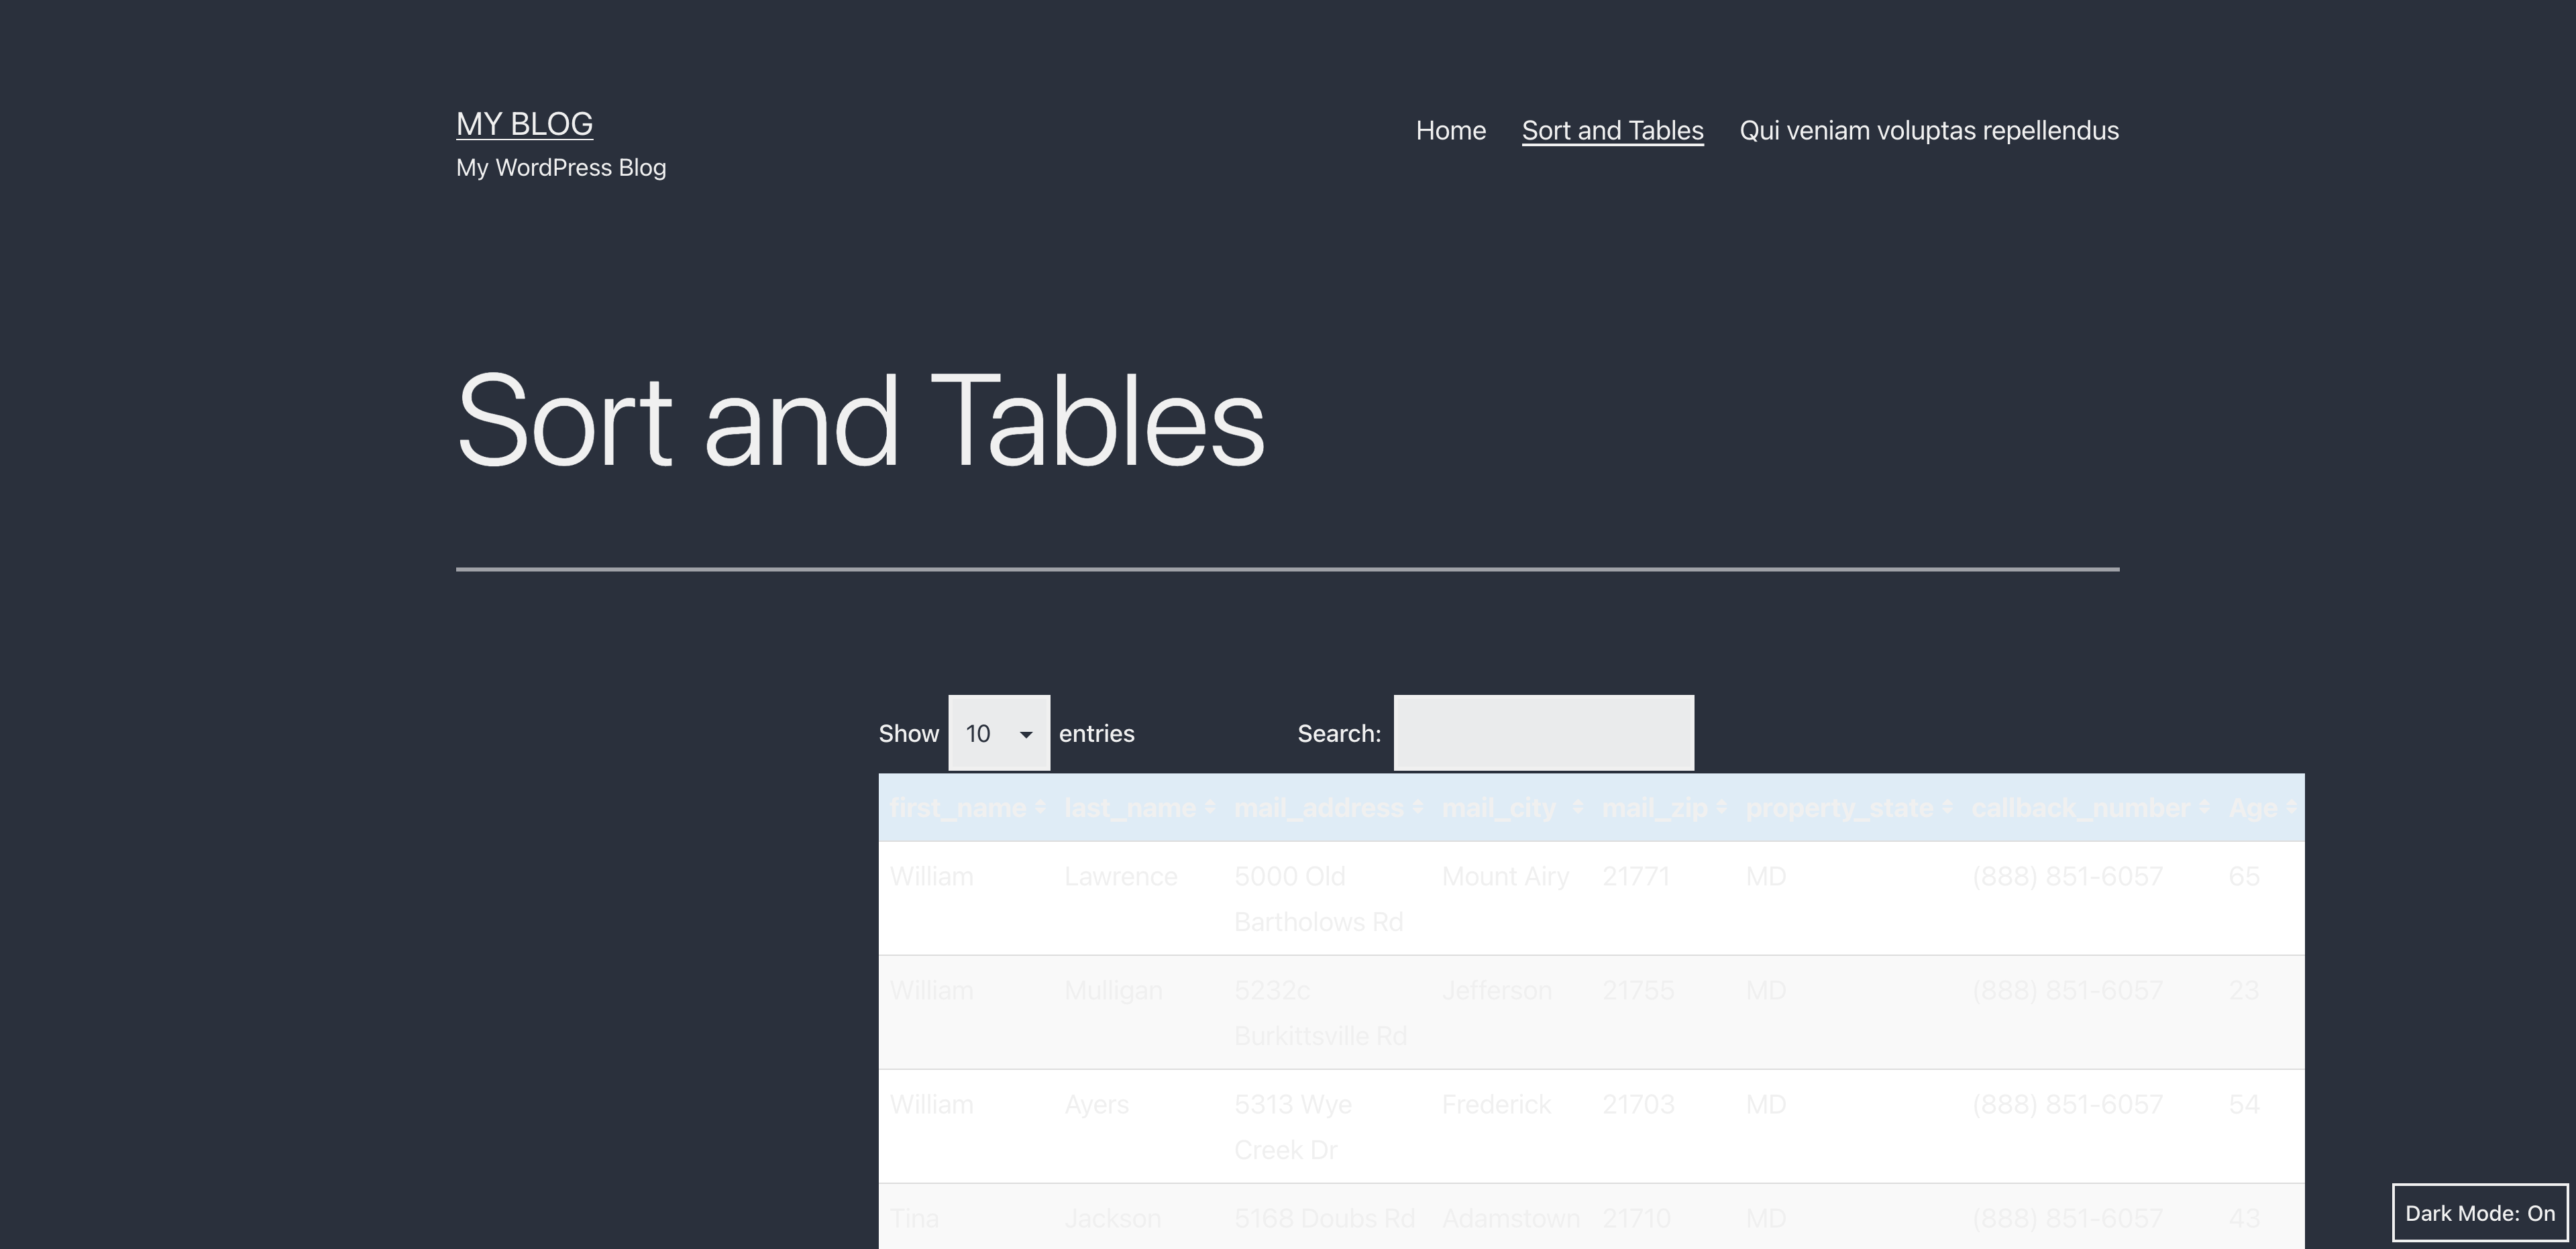 MY BLOG
My WordPress Blog
Home Sort and Tables Qui veniam voluptas repellendus
Sort and Tables
Show 10 entries Search:
first_name last_name mail_address mail_city mail_zip property_state callback_number Age
William Lawrence 5000 Old Mount Airy 21771 MD (888) 851-6057 65
Bartholows Rd
William Mulligan 5232c Jefferson 21755 MD (888) 851-6057 23
Burkittsville Rd
William Ayers 5313 Wye Frederick 21703 MD (888) 851-6057 54
Creek Dr
Tina Jackson 5168 Doubs Rd Adamstown 21710 MD (888) 851-6057 43
Dark Mode: On